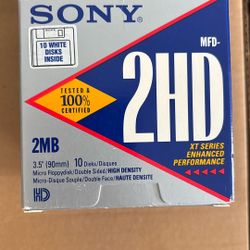 SONY
10 WHITE
DISKS INSIDE
MFD-
2HD
TESTED &
100%
CERTIFIED
XT SERIES
ENHANCED
PERFORMANCE
2MB
3.5" (90mm) 10 Disks/Disques
Micro Floppydisk/Double Sided/HIGH DENSITY
Micro-Disque Souple/Double Face/HAUTE DENSITE
HD